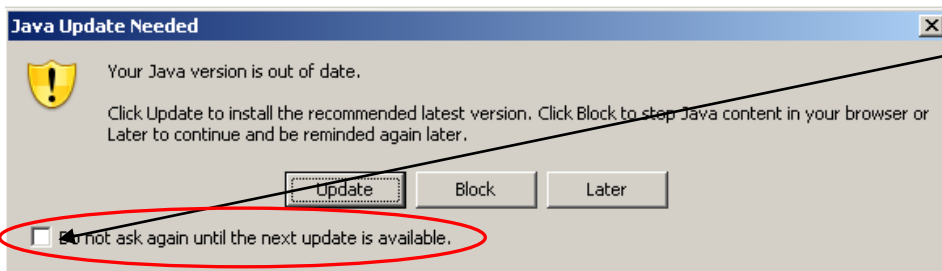 Java Update Needed
Your Java version is out of date.
Click Update to install the recommended latest version. Click Block to stop Java content in your browser or
Later to continue and be reminded again later.
Update
Block
Later
Do not ask again until the next update is available.